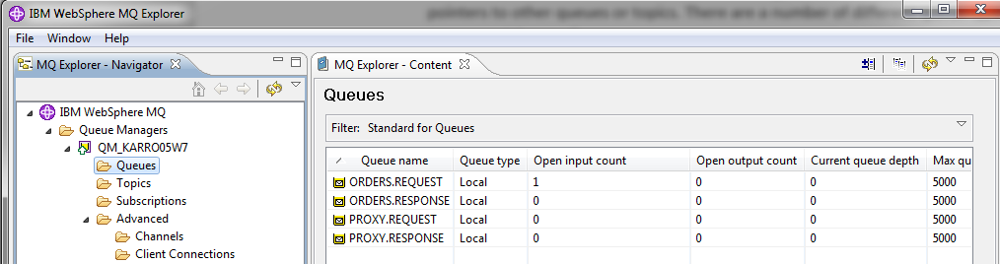 pointers to other queues or topics. There are a number of differe
IBM WebSphere MQ Explorer
File Window Help
MQ Explorer - Navigator
IBM WebSphere MQ
Queue Managers
QM_KARRO05W7
Queues
Topics
Subscriptions
Advanced
Channels
Client Connections
MQ Explorer - Content
Queues
Filter: Standard for Queues
Queue name Queue type Open input count Open output count Current queue depth Max qu
ORDERS.REQUEST Local 1 0 0 5000
ORDERS.RESPONSE Local 0 0 0 5000
PROXY.REQUEST Local 0 0 0 5000
PROXY.RESPONSE Local 0 0 0 5000